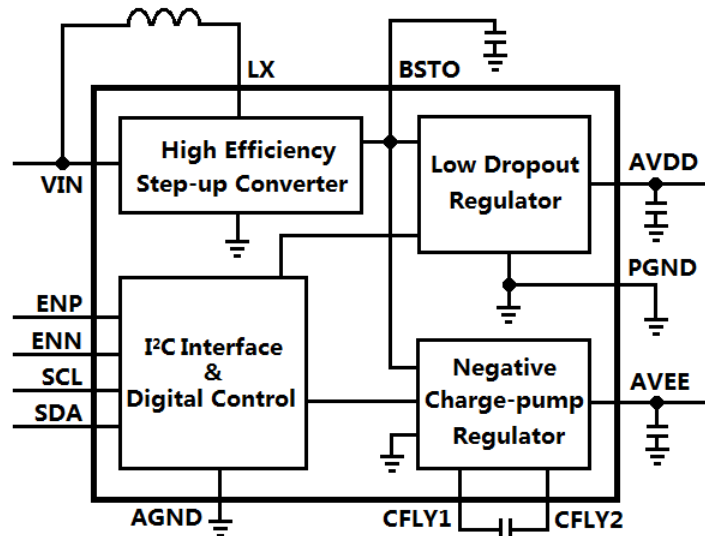 LX
BSTO
High Efficiency
Step-up Converter
Low Dropout
Regulator
VIN
AVDD
PGND
ENP
ENN
SCL
SDA
I²C Interface
&
Digital Control
Negative
Charge-pump
Regulator
AVEE
AGND
CFLY1
CFLY2